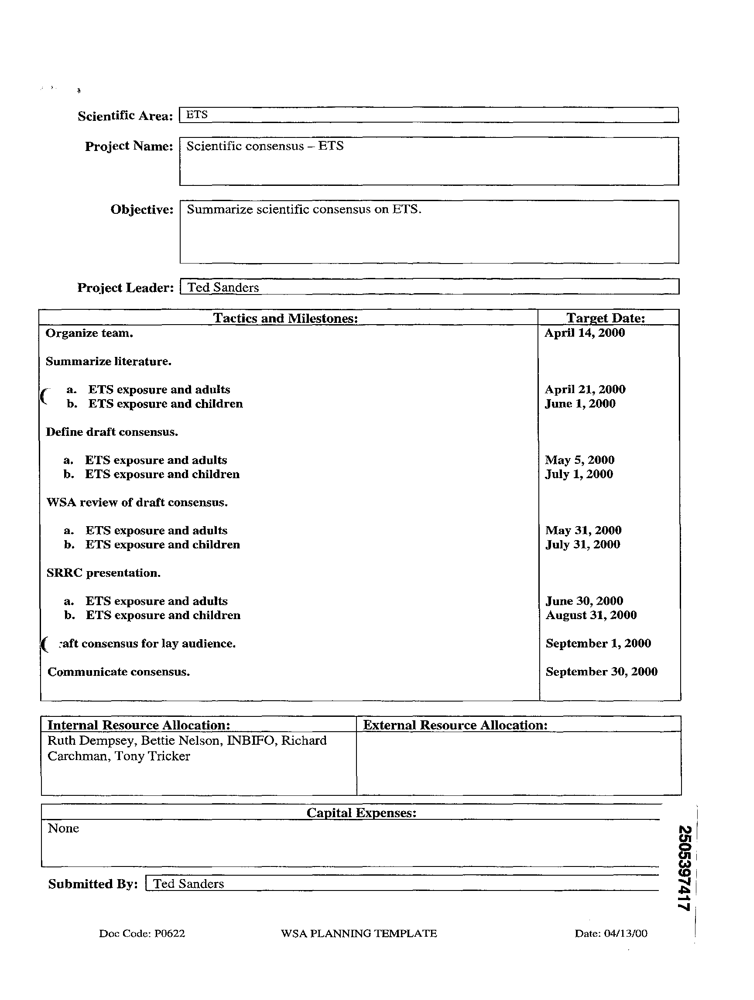 Scientific Area: ETS
Project Name: Scientific consensus – ETS
Objective: Summarize scientific consensus on ETS.
Project Leader: Ted Sanders
Tactics and Milestones: Target Date:
Organize team. April 14, 2000
Summarize literature.
a. ETS exposure and adults April 21, 2000
b. ETS exposure and children June 1, 2000
Define draft consensus.
a. ETS exposure and adults May 5, 2000
b. ETS exposure and children July 1, 2000
WSA review of draft consensus.
a. ETS exposure and adults May 31, 2000
b. ETS exposure and children July 31, 2000
SRRC presentation.
a. ETS exposure and adults June 30, 2000
b. ETS exposure and children August 31, 2000
raft consensus for lay audience. September 1, 2000
Communicate consensus. September 30, 2000
Internal Resource Allocation: External Resource Allocation:
Ruth Dempsey, Bettie Nelson, INBIFO, Richard
Carchman, Tony Tricker
Capital Expenses:
None
Submitted By: Ted Sanders
2505397417
Doc Code: P0622 WSA PLANNING TEMPLATE Date: 04/13/00